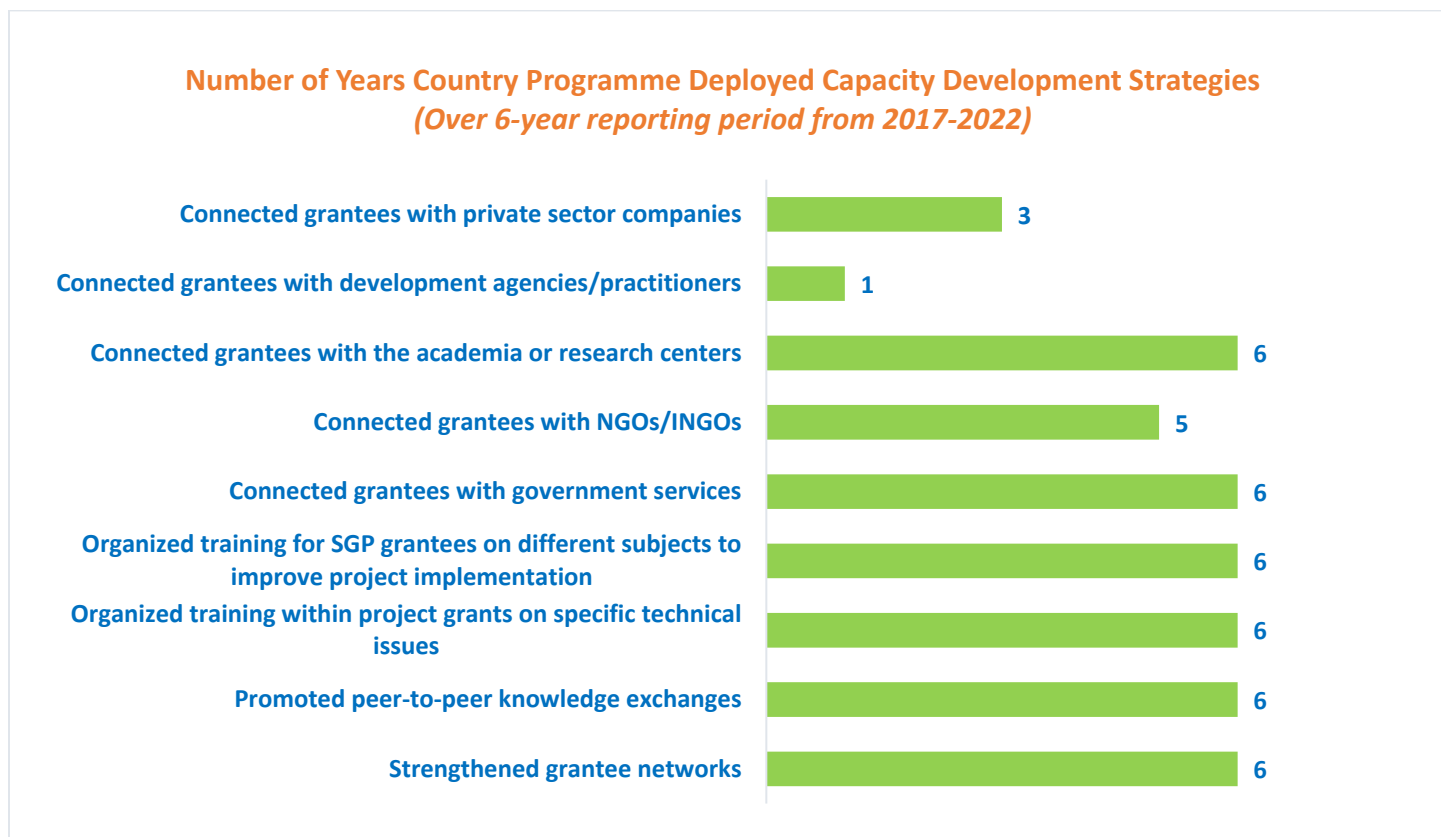 Number of Years Country Programme Deployed Capacity Development Strategies
(Over 6-year reporting period from 2017-2022)
Connected grantees with private sector companies 3
Connected grantees with development agencies/practitioners 1
Connected grantees with the academia or research centers 6
Connected grantees with NGOs/INGOs 5
Connected grantees with government services 6
Organized training for SGP grantees on different subjects to
improve project implementation 6
Organized training within project grants on specific technical
issues 6
Promoted peer-to-peer knowledge exchanges 6
Strengthened grantee networks 6